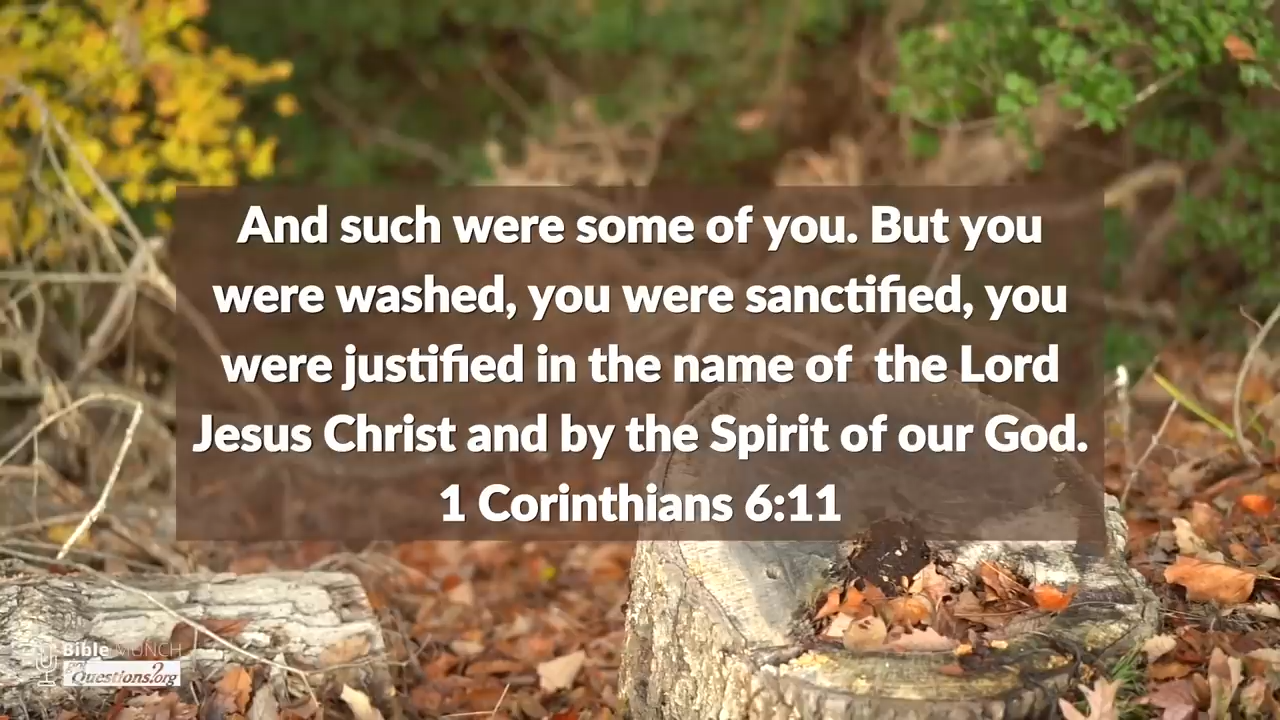 And such were some of you. But you
were washed, you were sanctified, you
were justified in the name of  the Lord
Jesus Christ and by the Spirit of our God.
1 Corinthians 6:11
Bible MUNCH
Questions?.org